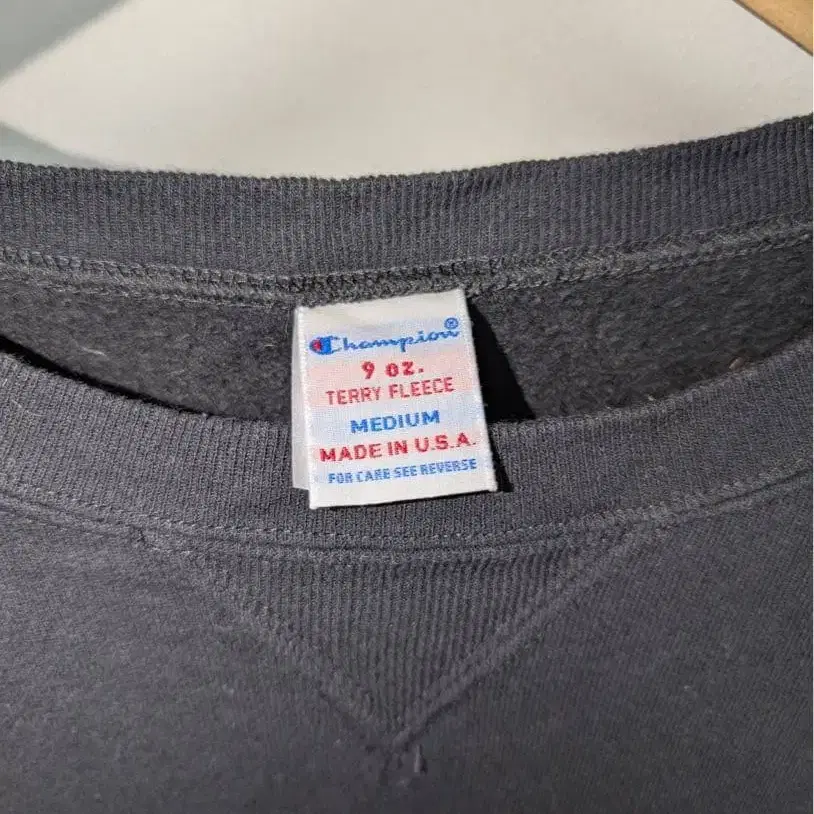 Champion®
9 oz.
TERRY FLEECE
MEDIUM
MADE IN U.S.A.
FOR CARE SEE REVERSE